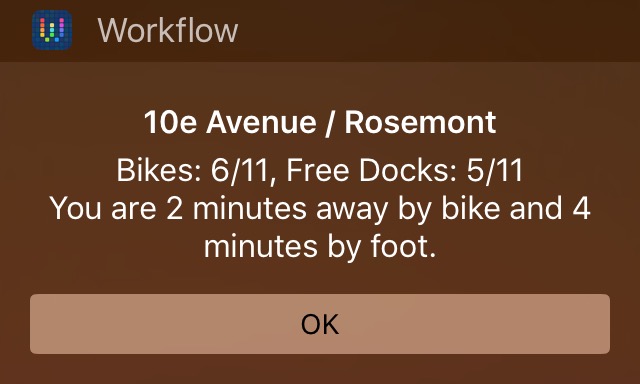 Workflow
10e Avenue / Rosemont
Bikes: 6/11, Free Docks: 5/11
You are 2 minutes away by bike and 4
minutes by foot.
OK